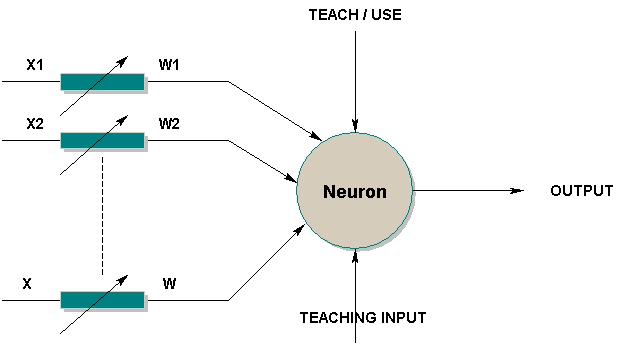 TEACH / USE
X1 W1
X2 W2
Neuron
OUTPUT
X W
TEACHING INPUT